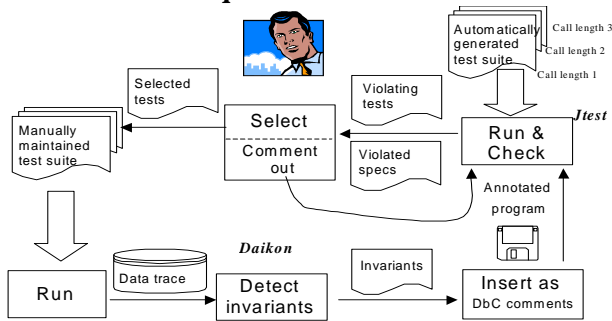 Automatically
generated
test suite
Call length 3
Call length 2
Call length 1
Selected
tests
Violating
tests
Jtest
Manually
maintained
test suite
Select
Comment
out
Run &
Check
Violated
specs
Annotated
program
Daikon
Run
Data trace
Detect
invariants
Invariants
Insert as
DbC comments